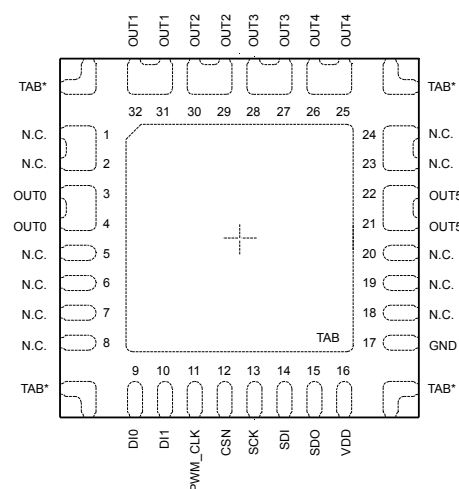 OUT1 OUT1 OUT2 OUT2 OUT3 OUT3 OUT4 OUT4
TAB* TAB*
32 31 30 29 28 27 26 25
N.C. 1 24 N.C.
N.C. 2 23 N.C.
OUT0 3 22 OUT5
OUT0 4 21 OUT5
N.C. 5 20 N.C.
N.C. 6 19 N.C.
N.C. 7 18 N.C.
TAB
N.C. 8 17 GND
9 10 11 12 13 14 15 16
TAB* TAB*
DI0 DI1 PWM_CLK CSN SCK SDI SDO VDD